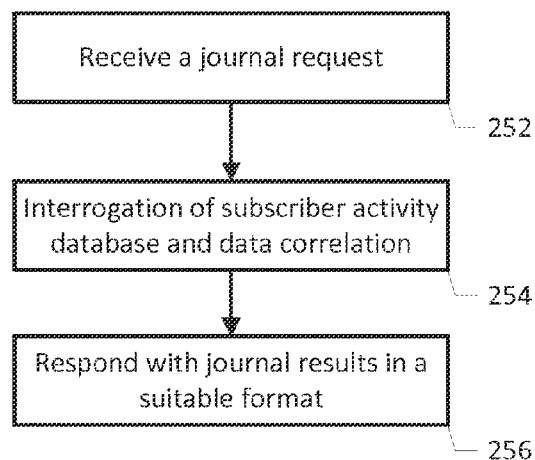 Receive a journal request
252
Interrogation of subscriber activity
database and data correlation
254
Respond with journal results in a
suitable format
256